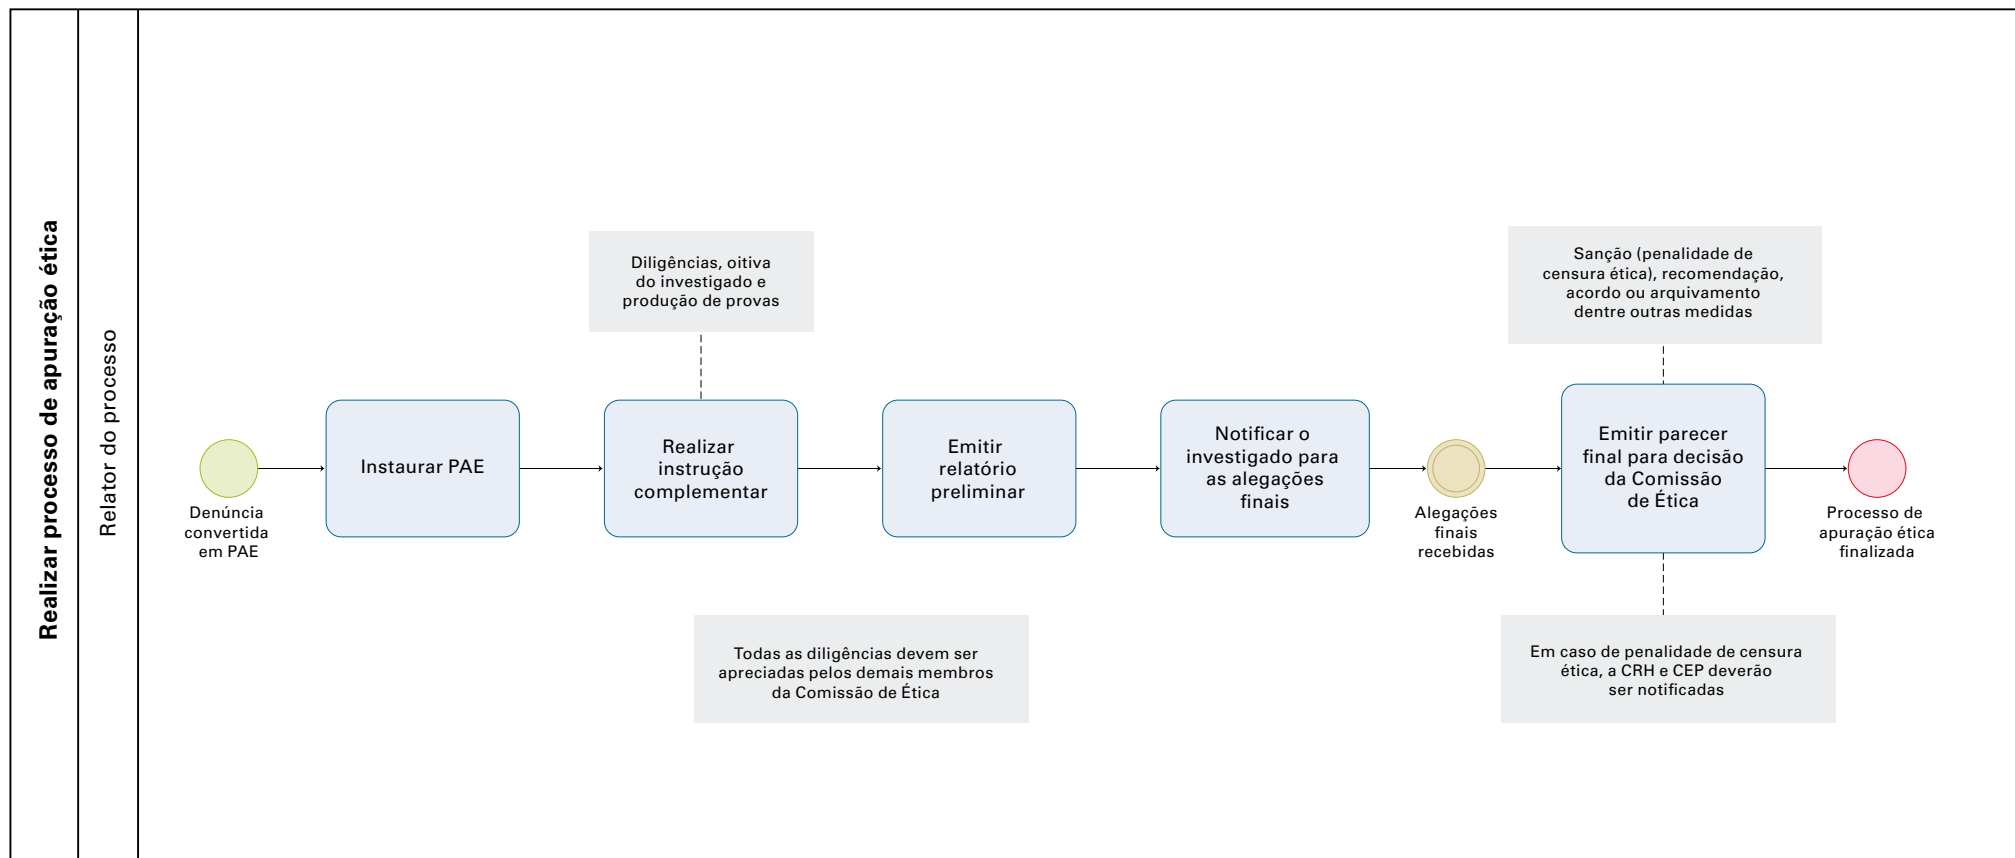 Realizar processo de apuração ética
Relator do processo
Denúncia
convertida
em PAE
Instaurar PAE
Diligências, oitiva
do investigado e
produção de provas
Realizar
instrução
complementar
Emitir
relatório
preliminar
Todas as diligências devem ser
apreciadas pelos demais membros
da Comissão de Ética
Notificar o
investigado para
as alegações
finais
Alegações
finais
recebidas
Sanção (penalidade de
censura ética), recomendação,
acordo ou arquivamento
dentre outras medidas
Emitir parecer
final para decisão
da Comissão
de Ética
Em caso de penalidade de censura
ética, a CRH e CEP deverão
ser notificadas
Processo de
apuração ética
finalizada